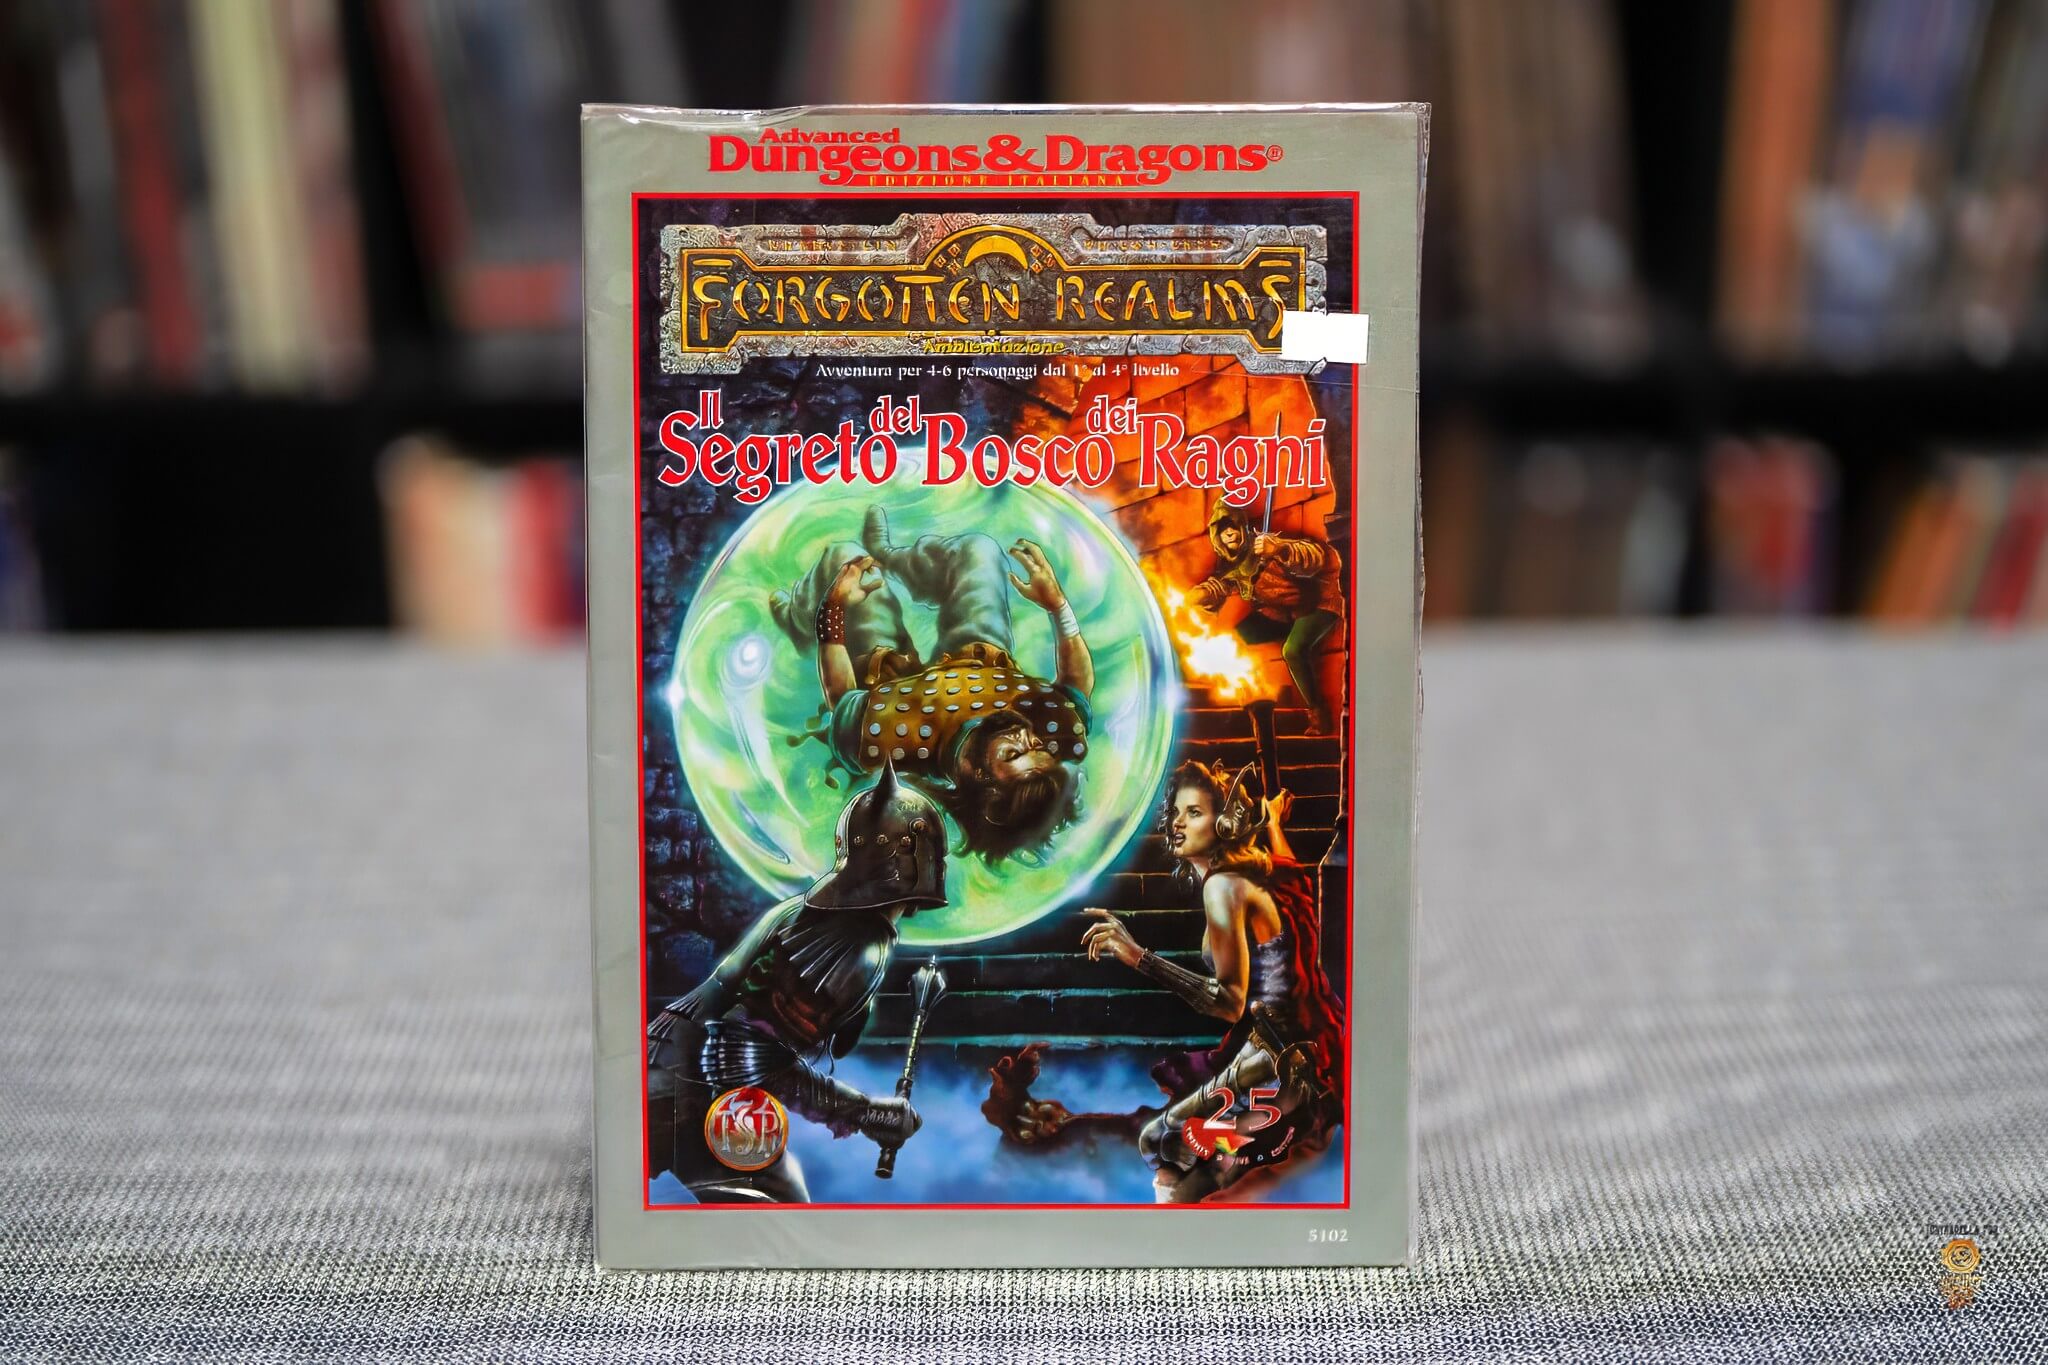 Advanced
Dungeons & Dragons®
EDIZIONE ITALIANA
FORGOTTEN REALMS
Ambientazione
Avventura per 4-6 personaggi dal 1° al 4° livello
Il Segreto del Bosco dei Ragni
TSR
25
5102